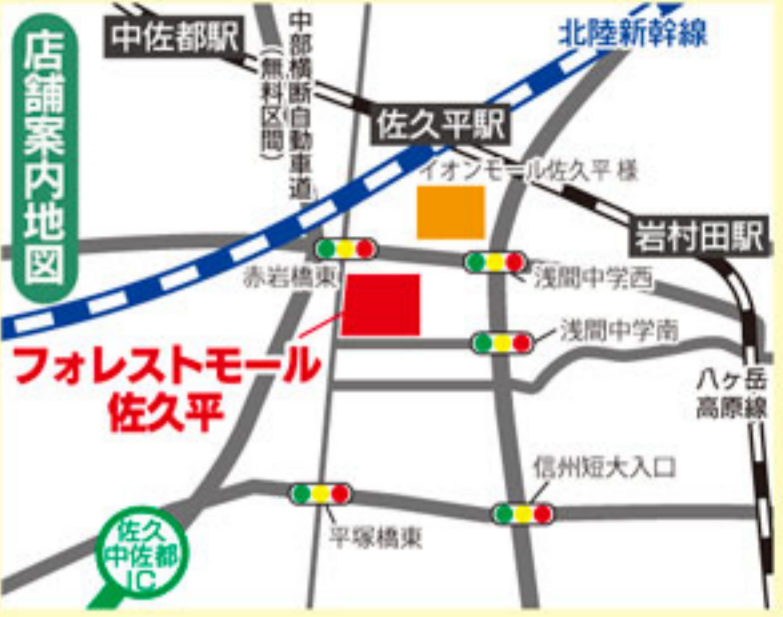 店舗案内地図
中佐都駅
中部横断自動車道
（無料区間）
北陸新幹線
佐久平駅
イオンモール佐久平 様
岩村田駅
赤岩橋東
浅間中学西
浅間中学南
フォレストモール
佐久平
八ヶ岳
高原線
信州短大入口
平塚橋東
佐久
中佐都
IC